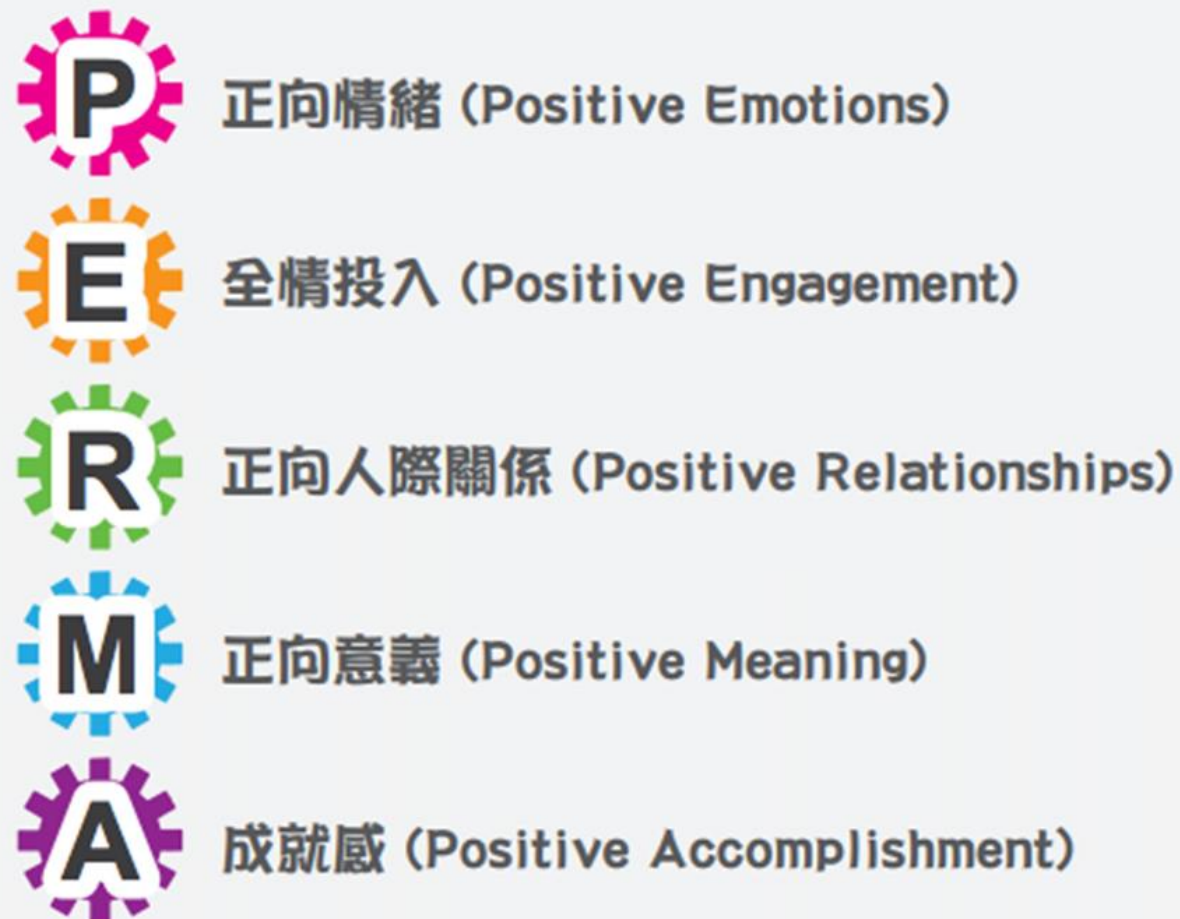 P 正向情緒 (Positive Emotions)
E 全情投入 (Positive Engagement)
R 正向人際關係 (Positive Relationships)
M 正向意義 (Positive Meaning)
A 成就感 (Positive Accomplishment)